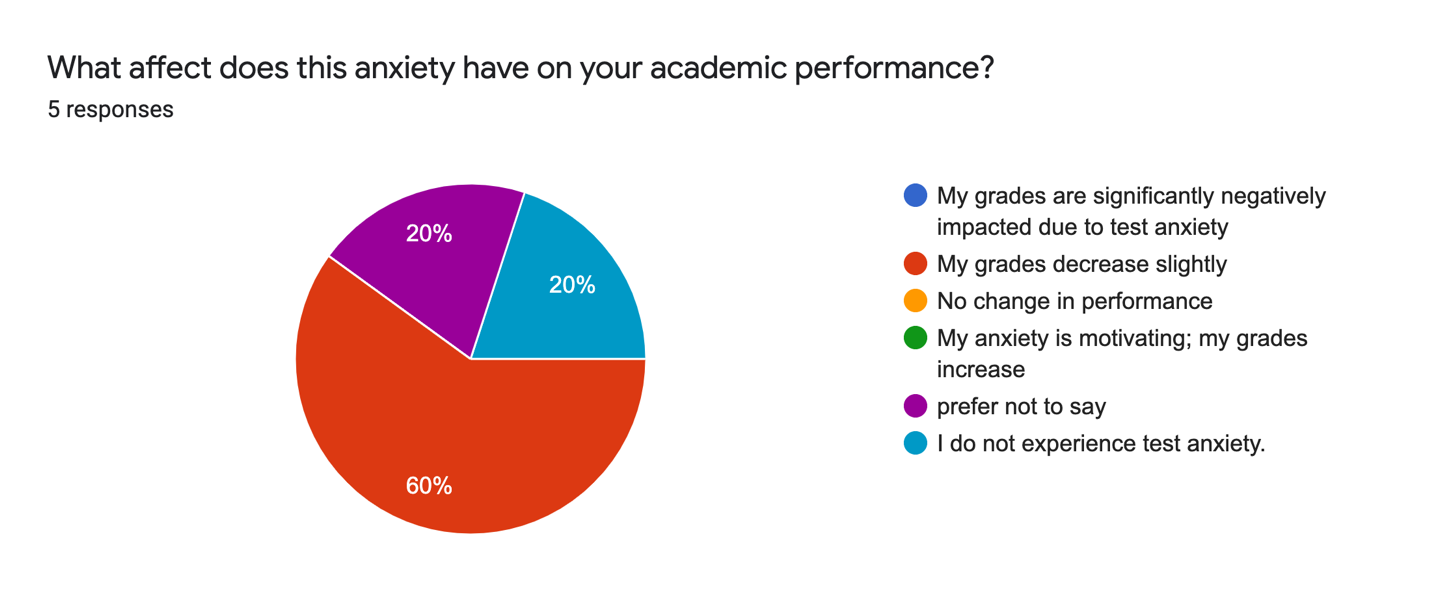 What affect does this anxiety have on your academic performance?
5 responses
20%
20%
60%
My grades are significantly negatively
impacted due to test anxiety
My grades decrease slightly
No change in performance
My anxiety is motivating; my grades
increase
prefer not to say
I do not experience test anxiety.